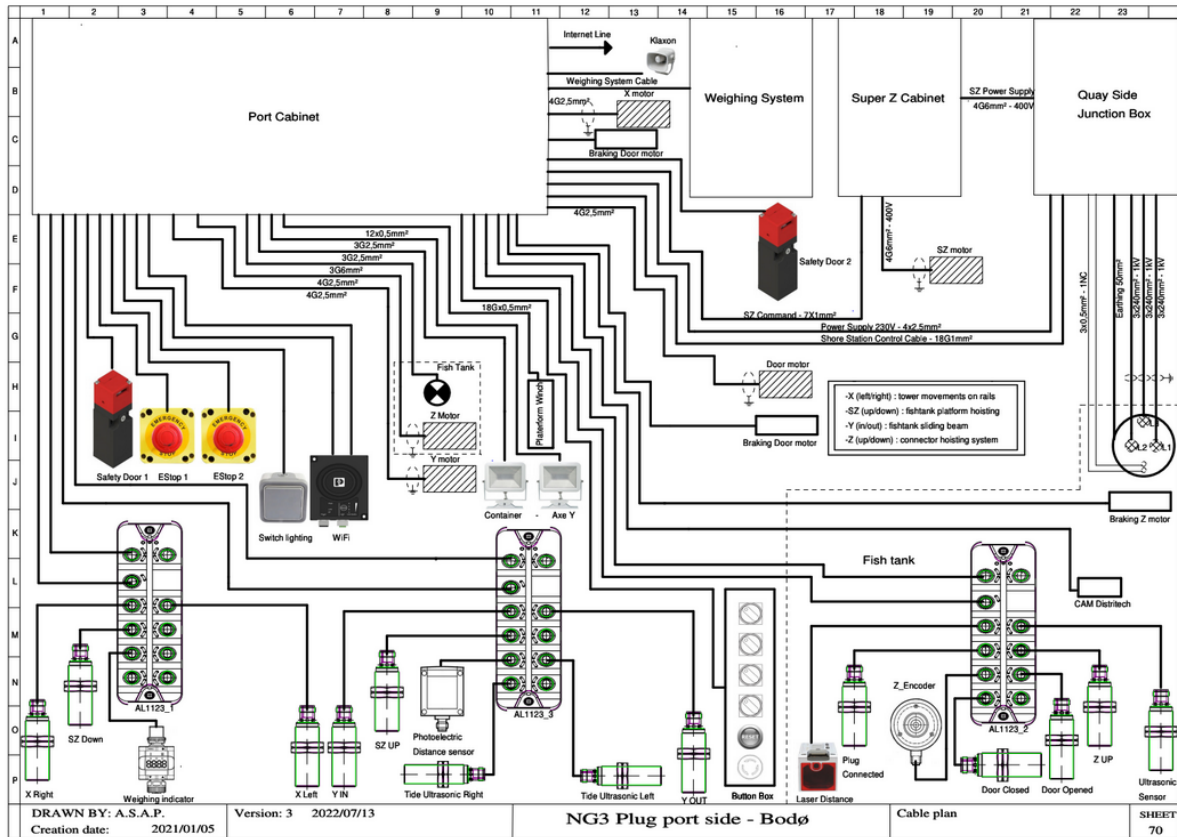 1 2 3 4 5 6 7 8 9 10 11 12 13 14 15 16 17 18 19 20 21 22 23
A
B
C
D
E
F
G
H
I
J
K
L
M
N
O
P
Port Cabinet
Internet Line
Klaxon
Weighing System Cable
X motor
4G2,5mm²
Braking Door motor
Weighing System
Super Z Cabinet
SZ Power Supply
4G6mm² - 400V
Quay Side
Junction Box
4G2,5mm²
12x0,5mm²
3G2,5mm²
3G2,5mm²
3G6mm²
4G2,5mm²
4G2,5mm²
18Gx0,5mm²
Safety Door 2
4G6mm² - 400V
SZ motor
SZ Command - 7X1mm²
Power Supply 230V - 4x2.5mm²
Shore Station Control Cable - 18G1mm²
3x0,5mm² - 1NC
Earthing 50mm²
3x240mm² - 1kV
3x240mm² - 1kV
3x240mm² - 1kV
Door motor
Braking Door motor
-X (left/right) : tower movements on rails
-SZ (up/down) : fishtank platform hoisting
-Y (in/out) : fishtank sliding beam
-Z (up/down) : connector hoisting system
L3
L2
L1
Safety Door 1
EMERGENCY
STOP
EStop 1
EMERGENCY
STOP
EStop 2
Switch lighting
WiFi
Fish Tank
Z Motor
Y motor
Plateform Winch
Container - Axe Y
Braking Z motor
Fish tank
CAM Distritech
AL1123_1
AL1123_3
AL1123_2
X Right
SZ Down
Weighing indicator
X Left
Y IN
SZ UP
Photoelectric
Distance sensor
Tide Ultrasonic Right
Tide Ultrasonic Left
Y OUT
RESET
Button Box
Laser Distance
Plug
Connected
Z_Encoder
Door Closed
Door Opened
Z UP
Ultrasonic
Sensor
DRAWN BY: A.S.A.P.
Creation date: 2021/01/05
Version: 3 2022/07/13
NG3 Plug port side - Bodø
Cable plan
SHEET
70